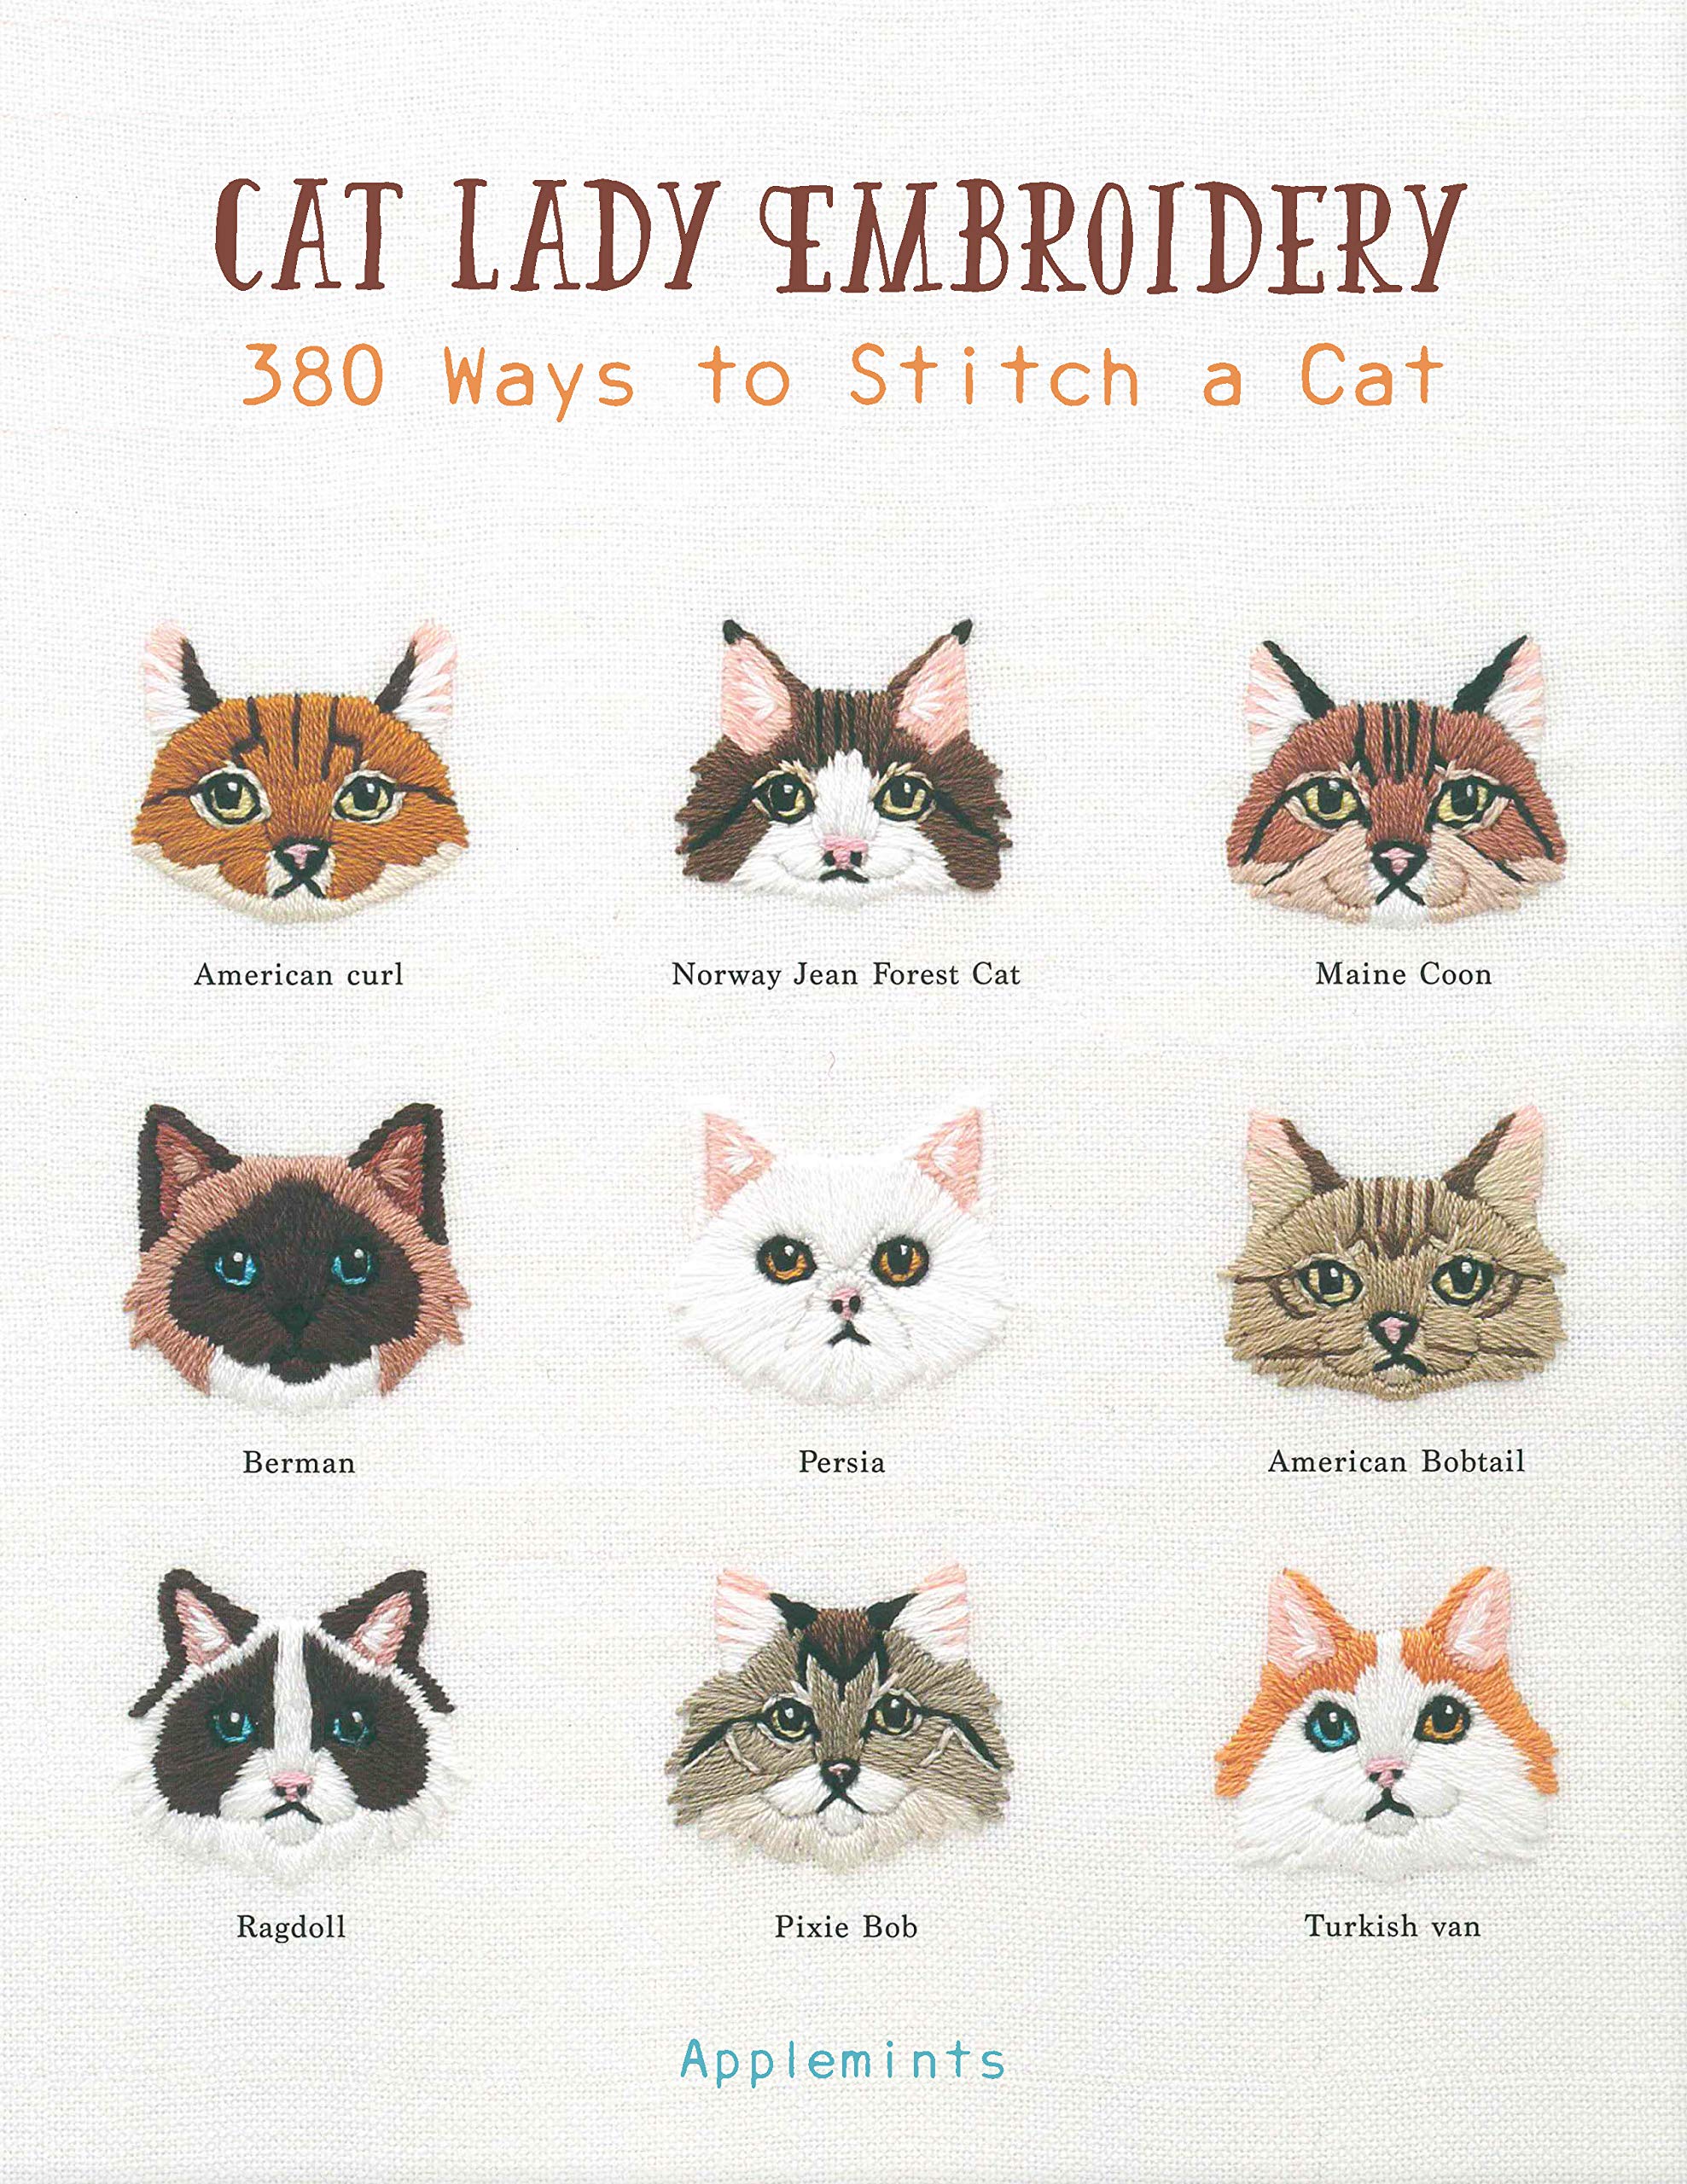 CAT LADY EMBROIDERY
380 Ways to Stitch a Cat
American curl
Norway Jean Forest Cat
Maine Coon
Berman
Persia
American Bobtail
Ragdoll
Pixie Bob
Turkish van
Applemints